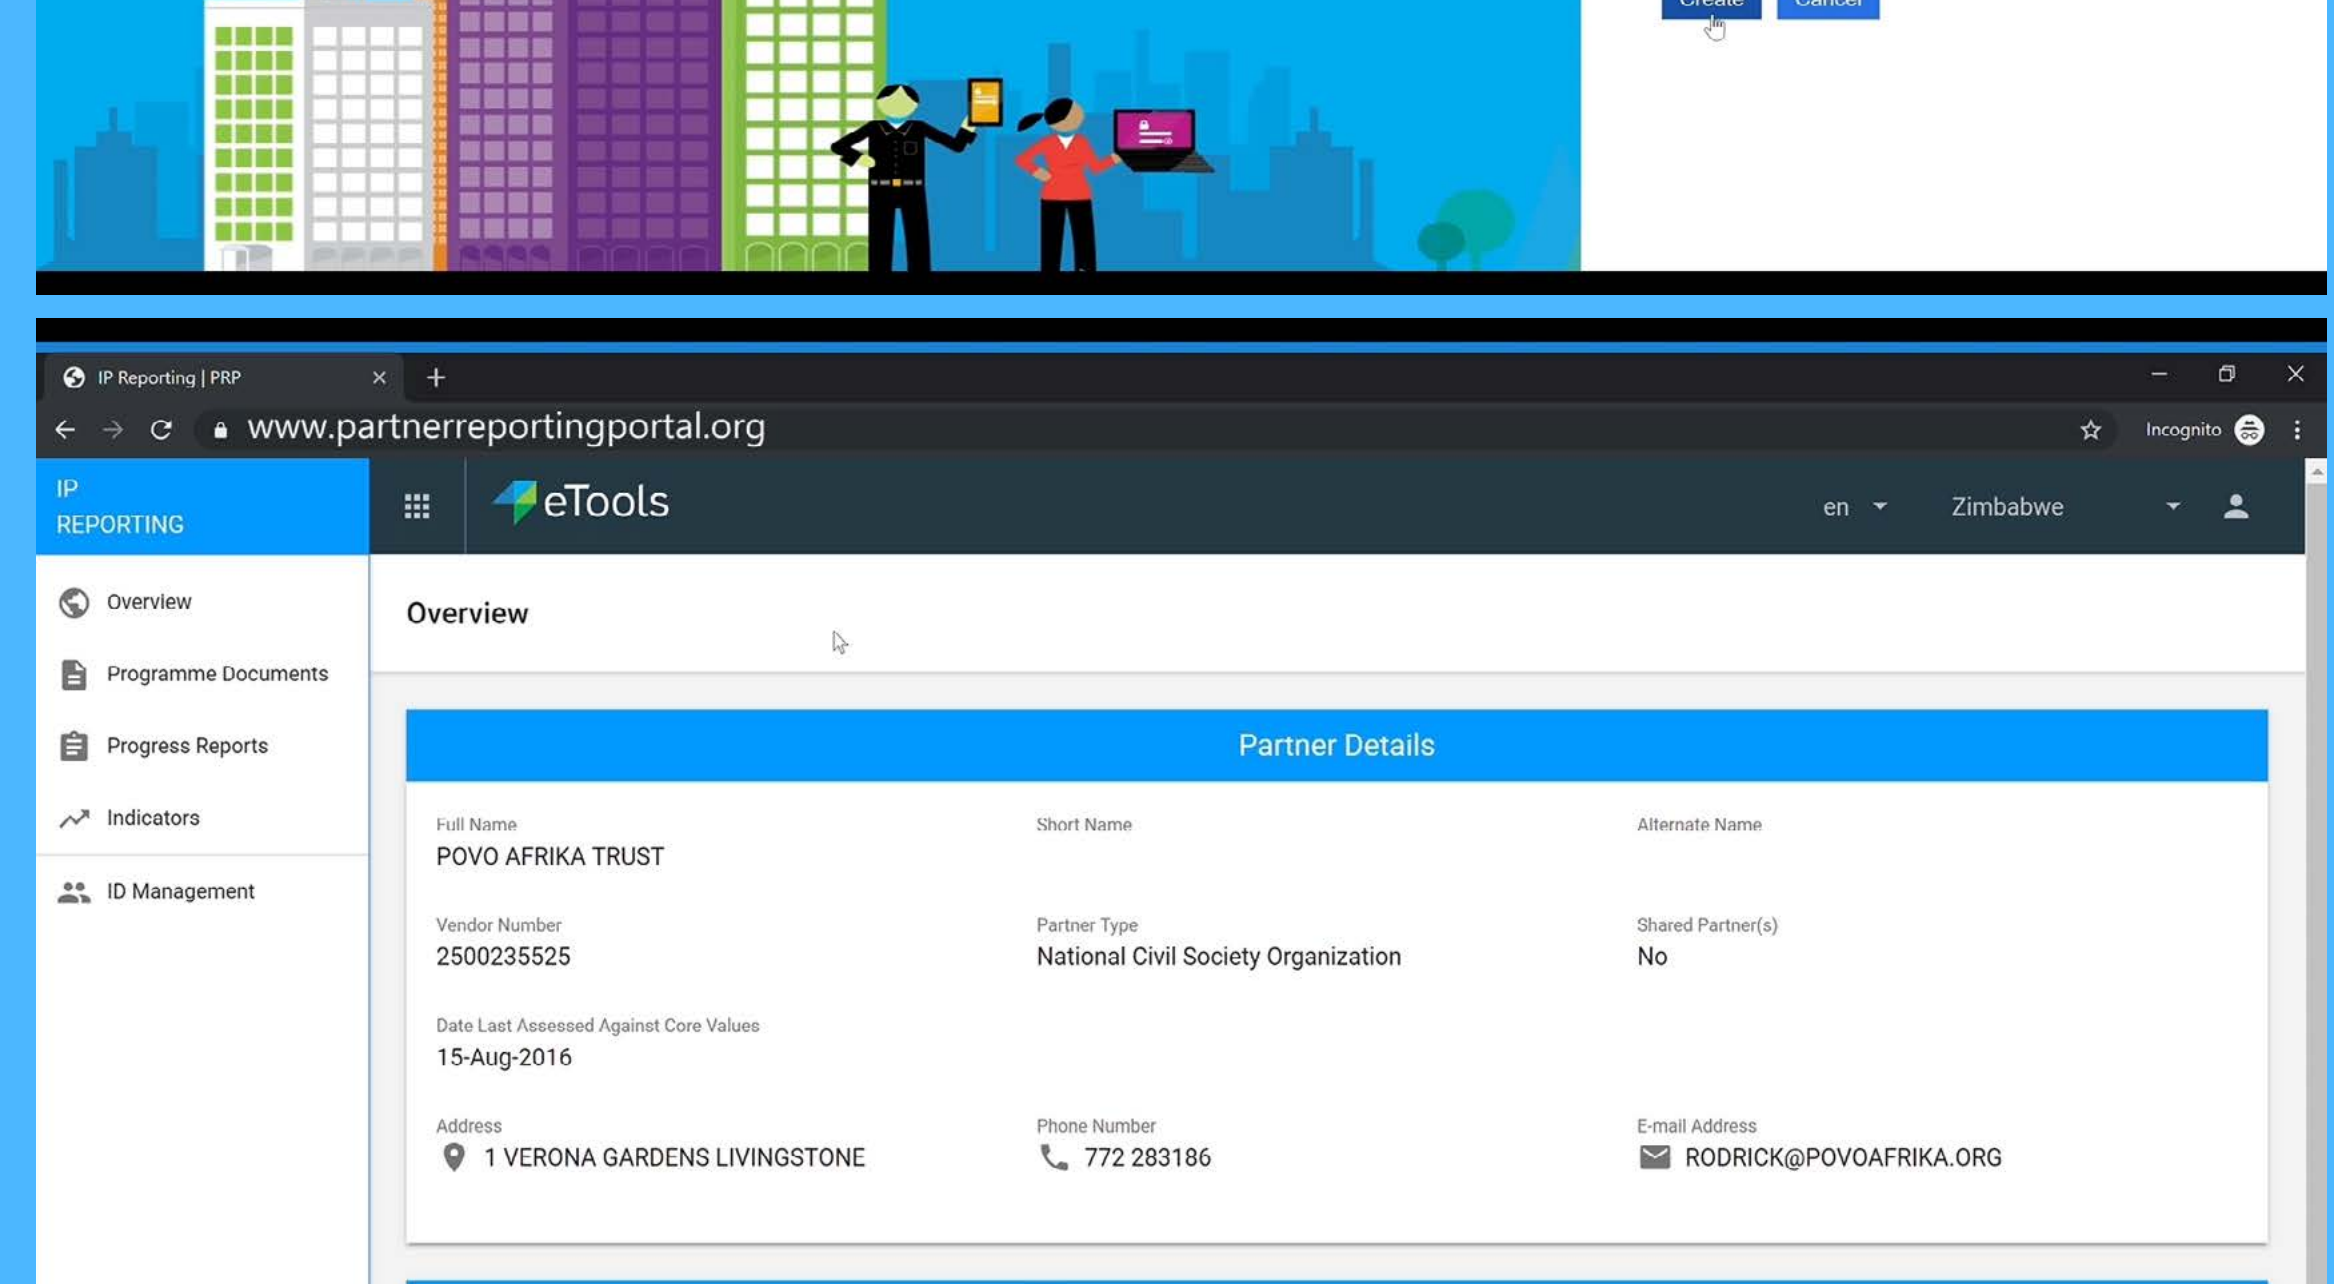 Create Cancel
IP Reporting | PRP
www.partnerreportingportal.org
Incognito
IP
REPORTING
eTools
en
Zimbabwe
Overview
Programme Documents
Progress Reports
Indicators
ID Management
Overview
Partner Details
Full Name
POVO AFRIKA TRUST
Short Name
Alternate Name
Vendor Number
2500235525
Partner Type
National Civil Society Organization
Shared Partner(s)
No
Date Last Assessed Against Core Values
15-Aug-2016
Address
1 VERONA GARDENS LIVINGSTONE
Phone Number
772 283186
E-mail Address
RODRICK@POVOAFRIKA.ORG